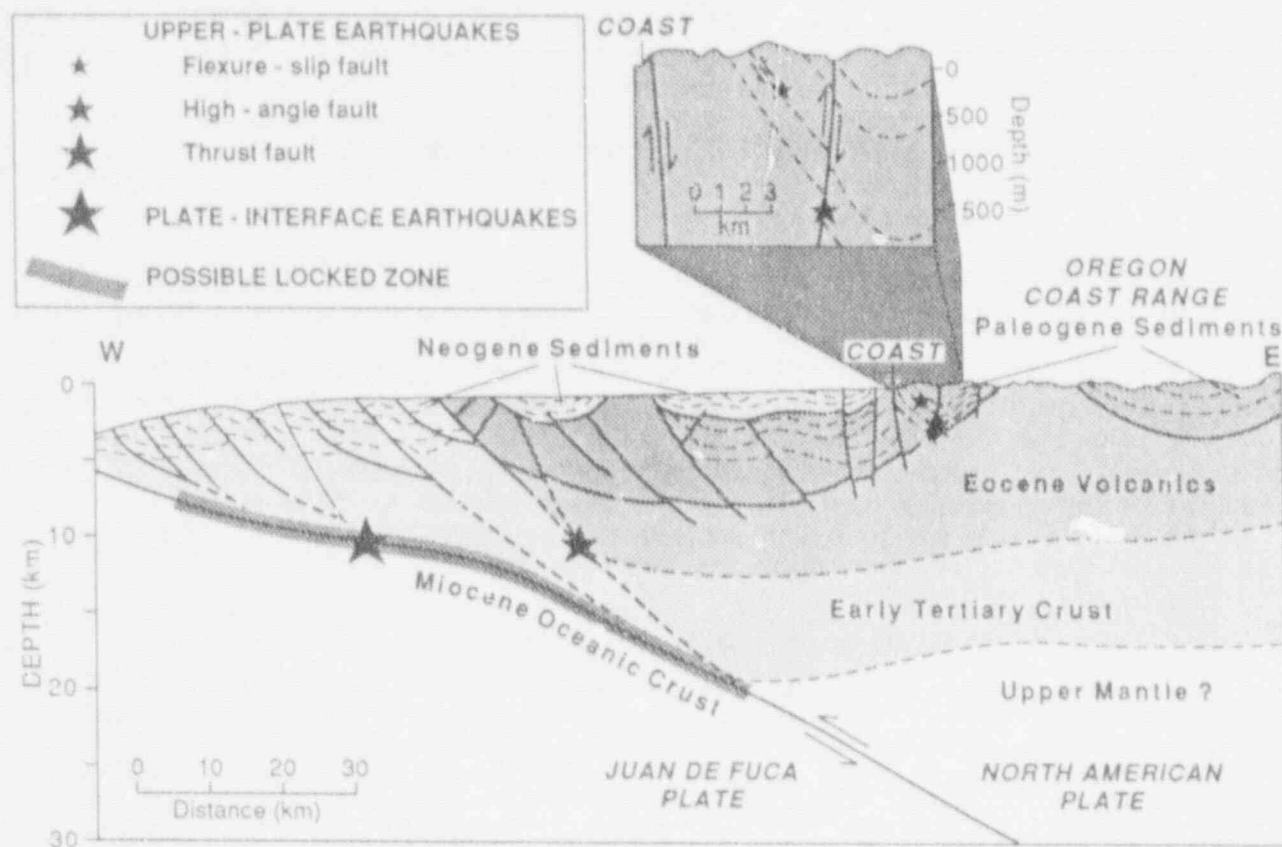 UPPER - PLATE EARTHQUAKES
Flexure - slip fault
High - angle fault
Thrust fault
PLATE - INTERFACE EARTHQUAKES
POSSIBLE LOCKED ZONE
COAST
0
500
1000
1500
Depth (m)
0 1 2 3
km
OREGON
COAST RANGE
Paleogene Sediments
W
Neogene Sediments
COAST
E
0
10
20
30
DEPTH (km)
Eocene Volcanics
Miocene Oceanic Crust
Early Tertiary Crust
Upper Mantle ?
0 10 20 30
Distance (km)
JUAN DE FUCA
PLATE
NORTH AMERICAN
PLATE